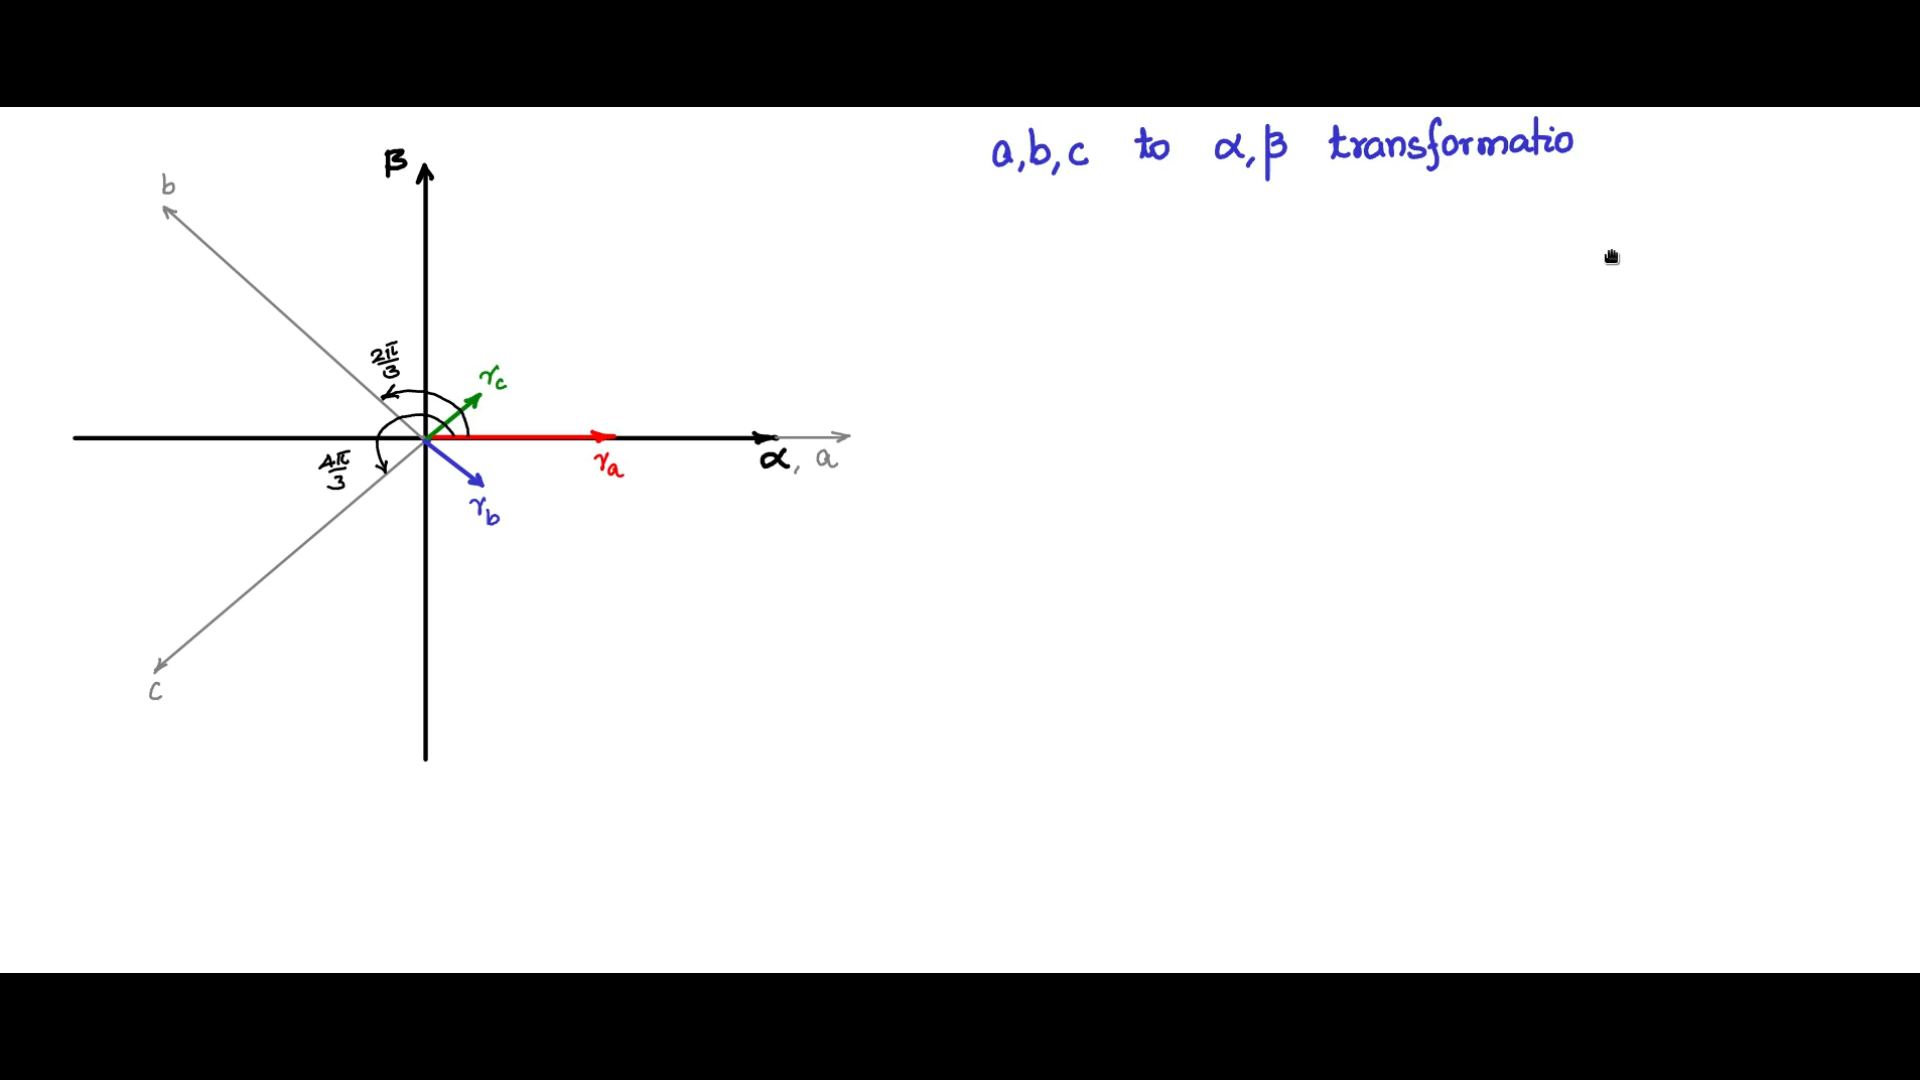 a,b,c to α,β transformatio
β
b
2π/3
γc
α, a
γa
4π/3
γb
c